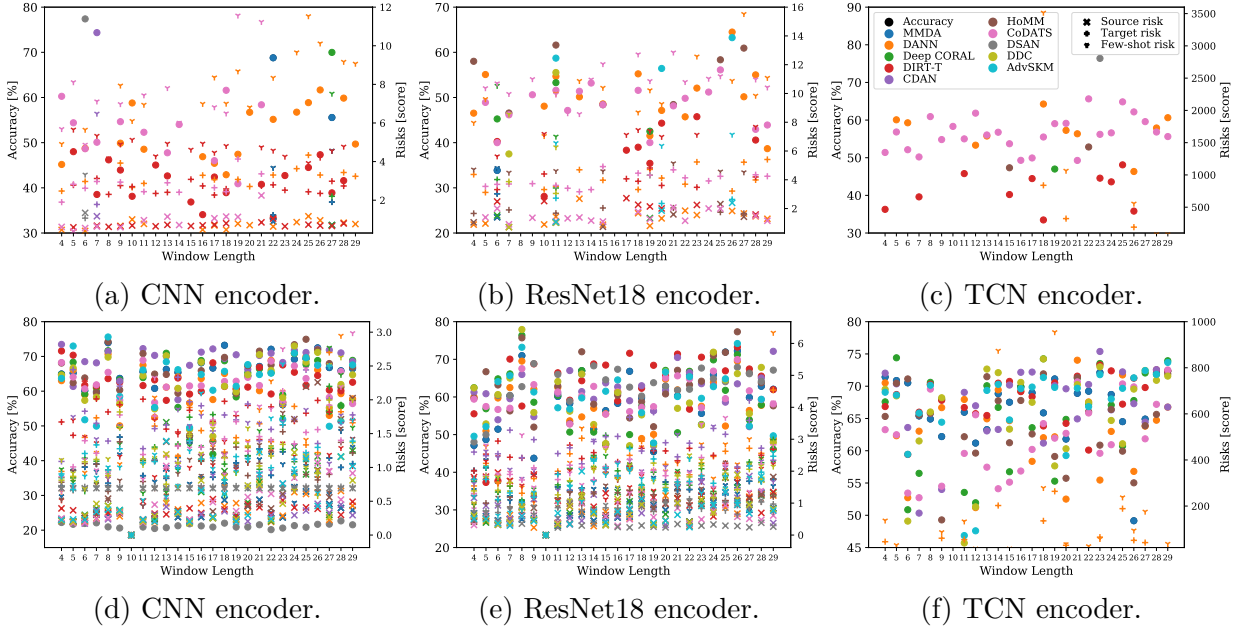 Accuracy [%]
80
70
60
50
40
30
4 5 6 7 8 9 10 11 12 13 14 15 16 17 18 19 20 21 22 23 24 25 26 27 28 29
Window Length
12
10
8
6
4
2
Risks [score]
(a) CNN encoder.
Accuracy [%]
80
70
60
50
40
30
4 5 6 7 8 9 10 11 12 13 14 15 16 17 18 19 20 21 22 23 24 25 26 27 28 29
Window Length
16
14
12
10
8
6
4
2
Risks [score]
(b) ResNet18 encoder.
Accuracy [%]
90
80
70
60
50
40
30
4 5 6 7 8 9 10 11 12 13 14 15 16 17 18 19 20 21 22 23 24 25 26 27 28 29
Window Length
3500
3000
2500
2000
1500
1000
500
Risks [score]
Accuracy
MMDA
DANN
Deep CORAL
DIRT-T
CDAN
HoMM
CoDATS
DSAN
DDC
AdvSKM
Source risk
Target risk
Few-shot risk
(c) TCN encoder.
Accuracy [%]
80
70
60
50
40
30
20
4 5 6 7 8 9 10 11 12 13 14 15 16 17 18 19 20 21 22 23 24 25 26 27 28 29
Window Length
3.0
2.5
2.0
1.5
1.0
0.5
0.0
Risks [score]
(d) CNN encoder.
Accuracy [%]
80
70
60
50
40
30
20
4 5 6 7 8 9 10 11 12 13 14 15 16 17 18 19 20 21 22 23 24 25 26 27 28 29
Window Length
6
5
4
3
2
1
0
Risks [score]
(e) ResNet18 encoder.
Accuracy [%]
80
75
70
65
60
55
50
45
4 5 6 7 8 9 10 11 12 13 14 15 16 17 18 19 20 21 22 23 24 25 26 27 28 29
Window Length
1000
800
600
400
200
Risks [score]
(f) TCN encoder.